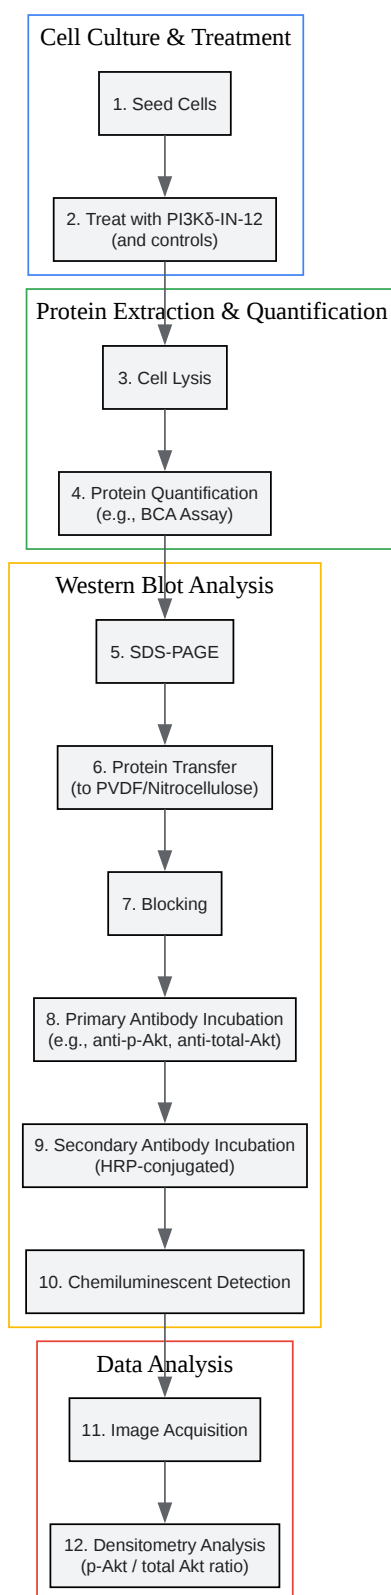 Cell Culture & Treatment
1. Seed Cells
2. Treat with PI3Kδ-IN-12
(and controls)
Protein Extraction & Quantification
3. Cell Lysis
4. Protein Quantification
(e.g., BCA Assay)
Western Blot Analysis
5. SDS-PAGE
6. Protein Transfer
(to PVDF/Nitrocellulose)
7. Blocking
8. Primary Antibody Incubation
(e.g., anti-p-Akt, anti-total-Akt)
9. Secondary Antibody Incubation
(HRP-conjugated)
10. Chemiluminescent Detection
Data Analysis
11. Image Acquisition
12. Densitometry Analysis
(p-Akt / total Akt ratio)